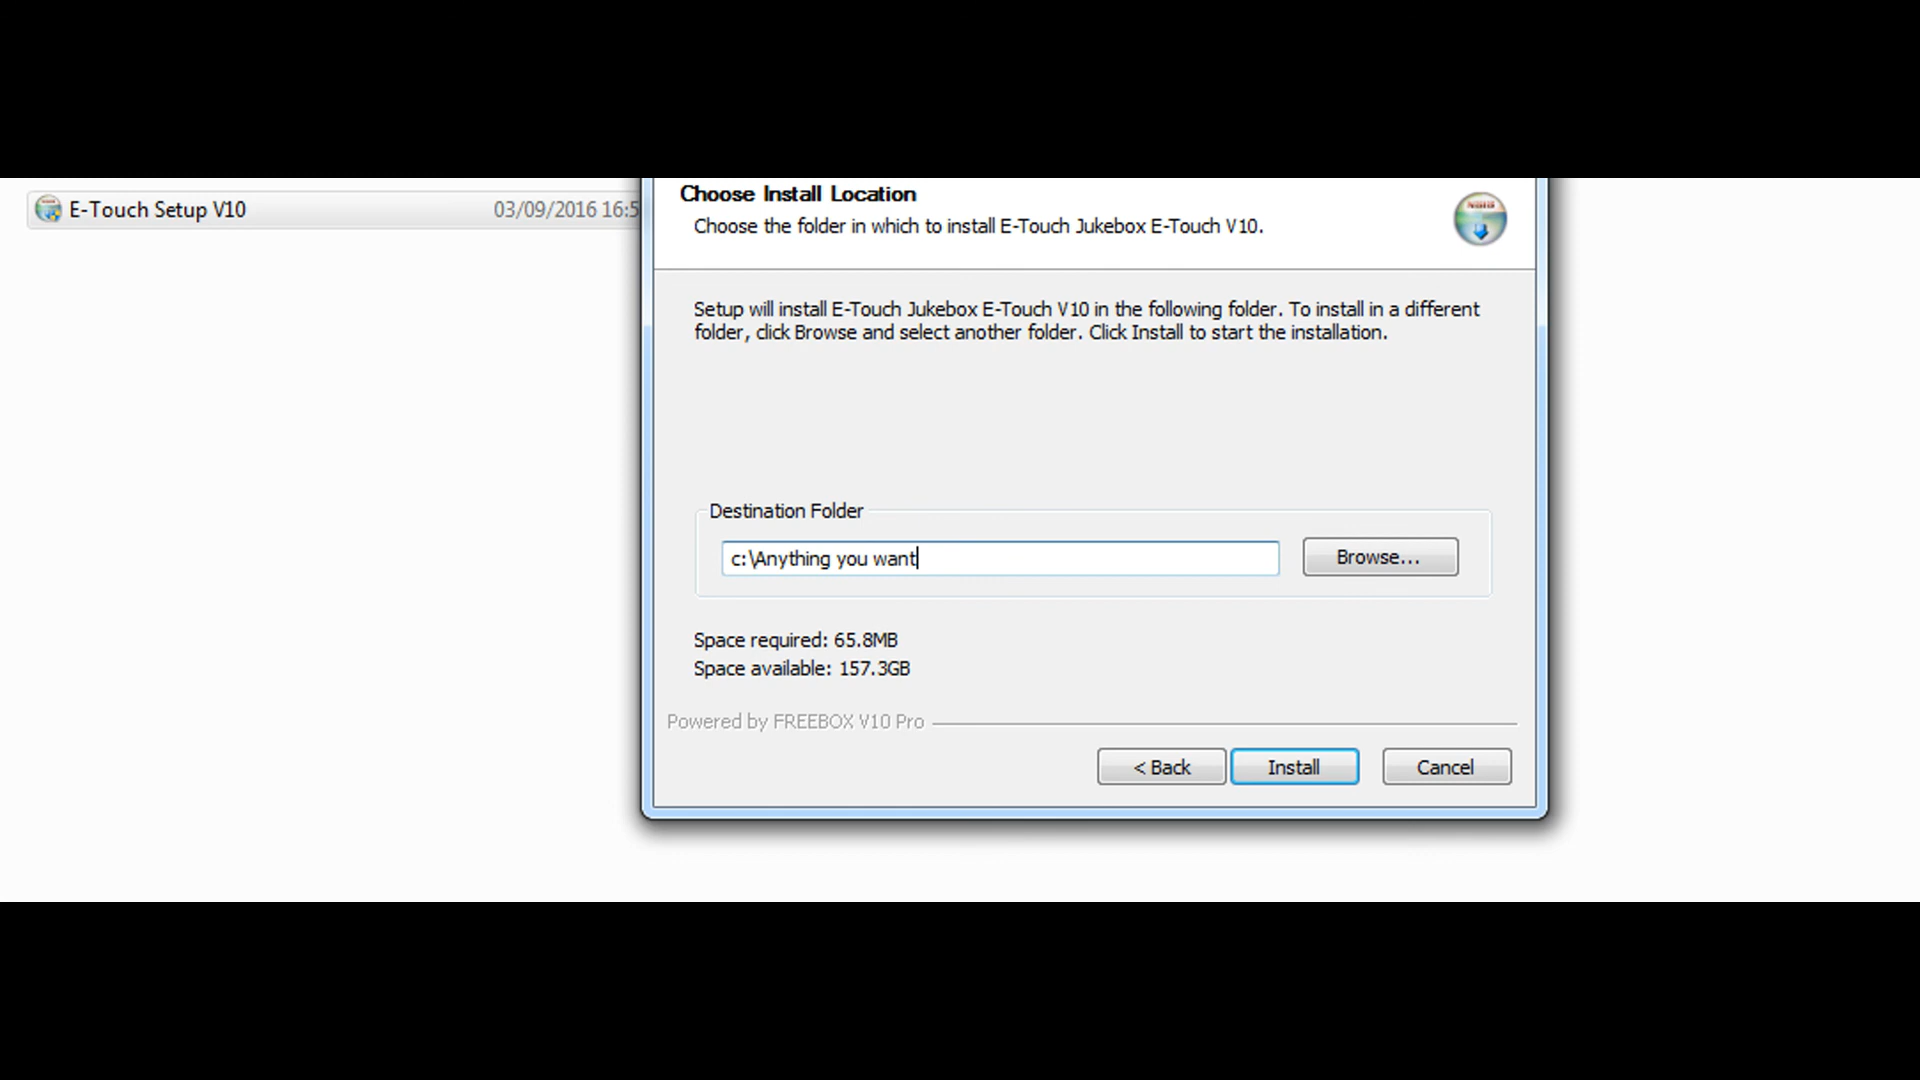 E-Touch Setup V10 03/09/2016 16:5
Choose Install Location
Choose the folder in which to install E-Touch Jukebox E-Touch V10.
Setup will install E-Touch Jukebox E-Touch V10 in the following folder. To install in a different
folder, click Browse and select another folder. Click Install to start the installation.
Destination Folder
c:\Anything you want
Browse...
Space required: 65.8MB
Space available: 157.3GB
Powered by FREEBOX V10 Pro
< Back Install Cancel